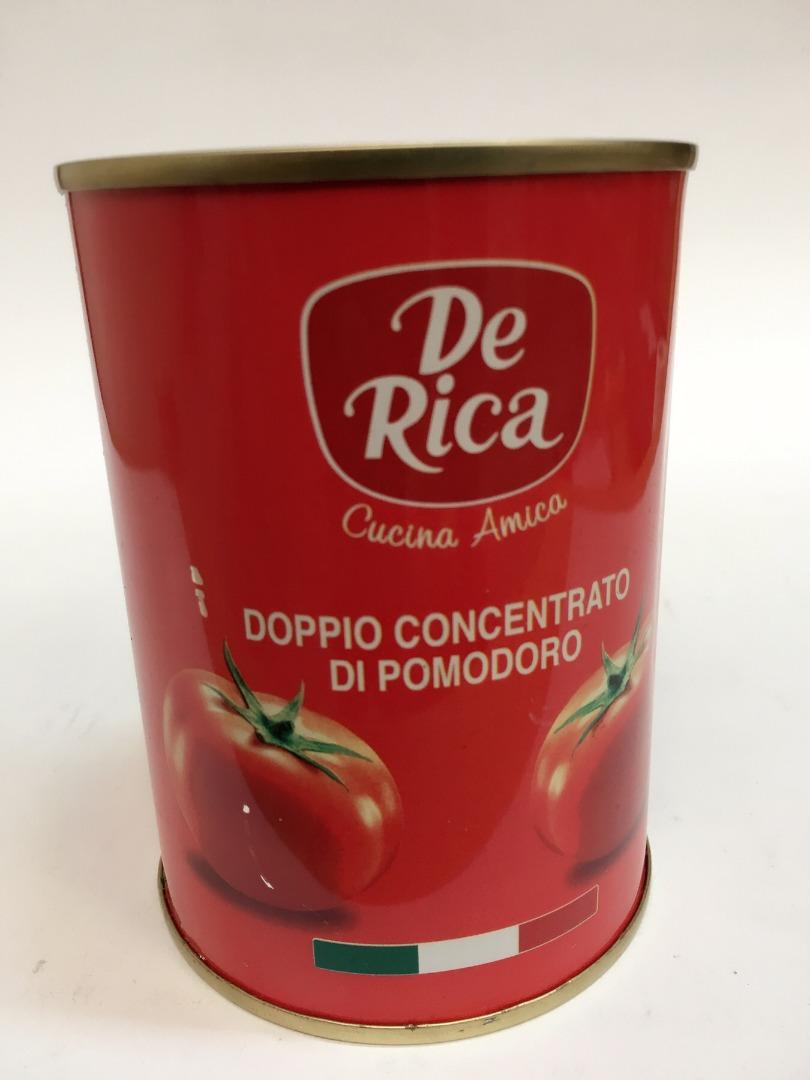 De
Rica
Cucina Amica
DOPPIO CONCENTRATO
DI POMODORO